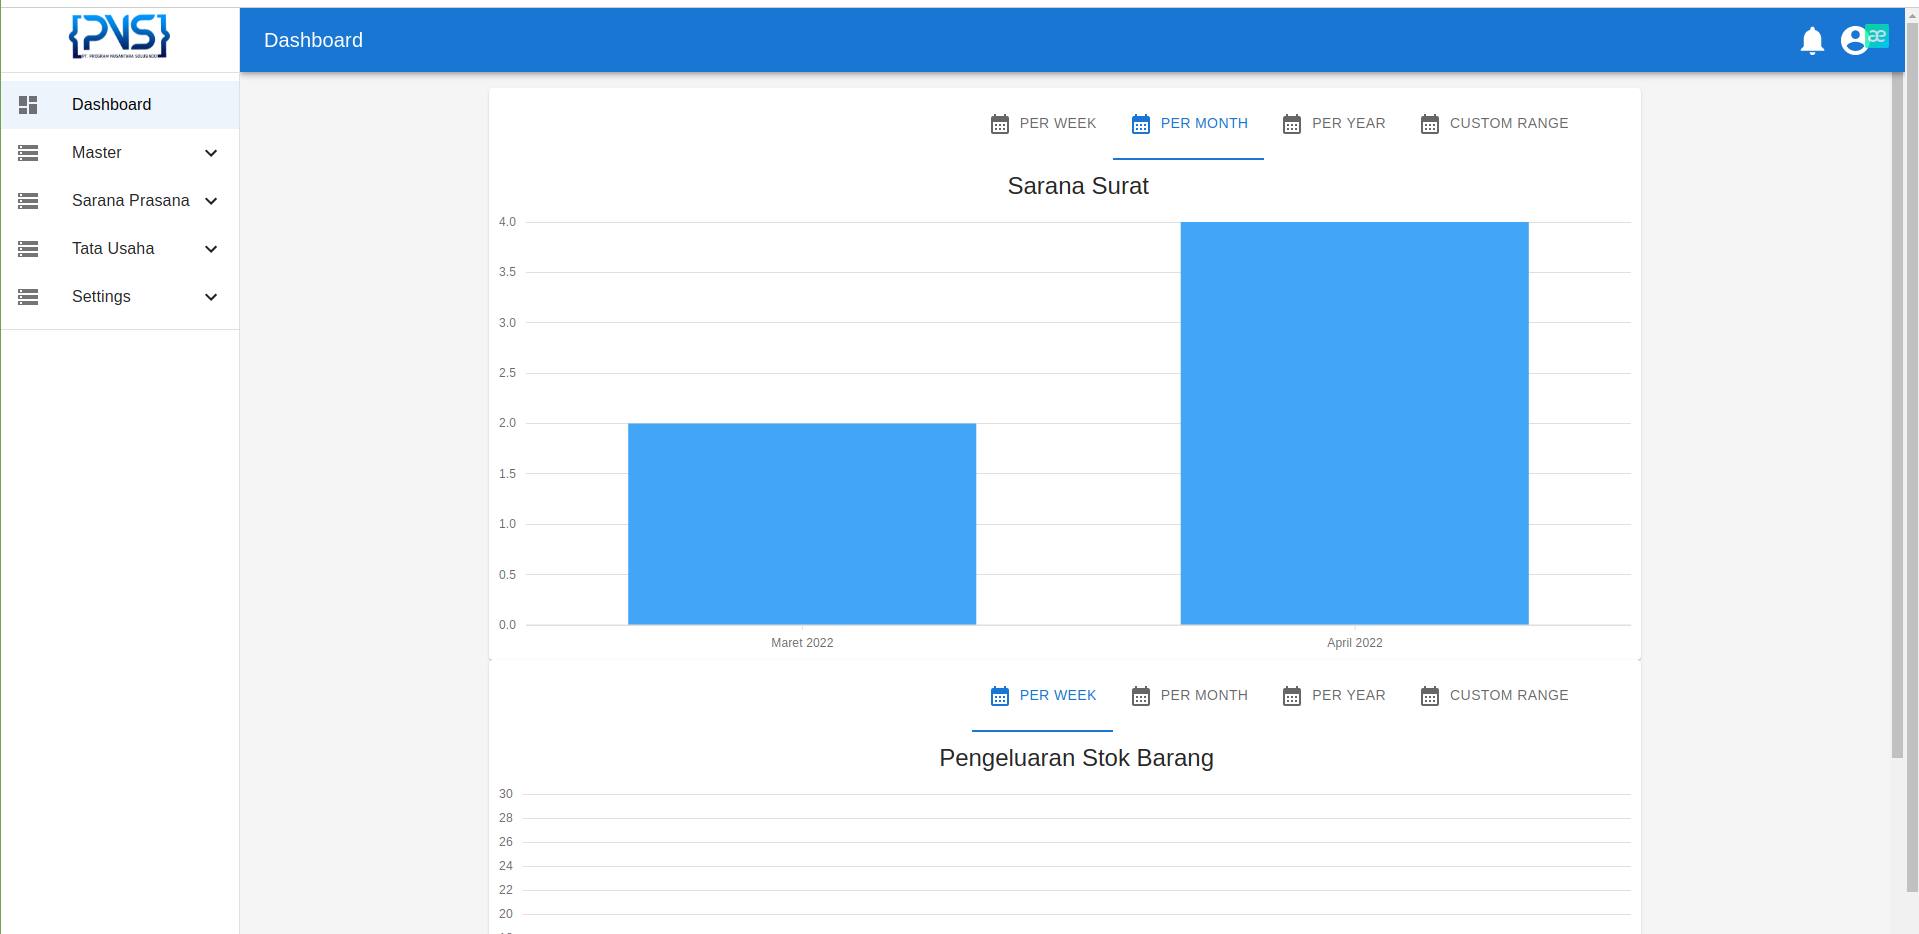 {PNS}
PT. PROGRAM NUSANTARA SOLUSINDO
Dashboard
æ
Dashboard
Master
Sarana Prasana
Tata Usaha
Settings
PER WEEK PER MONTH PER YEAR CUSTOM RANGE
Sarana Surat
4.0
3.5
3.0
2.5
2.0
1.5
1.0
0.5
0.0
Maret 2022 April 2022
PER WEEK PER MONTH PER YEAR CUSTOM RANGE
Pengeluaran Stok Barang
30
28
26
24
22
20